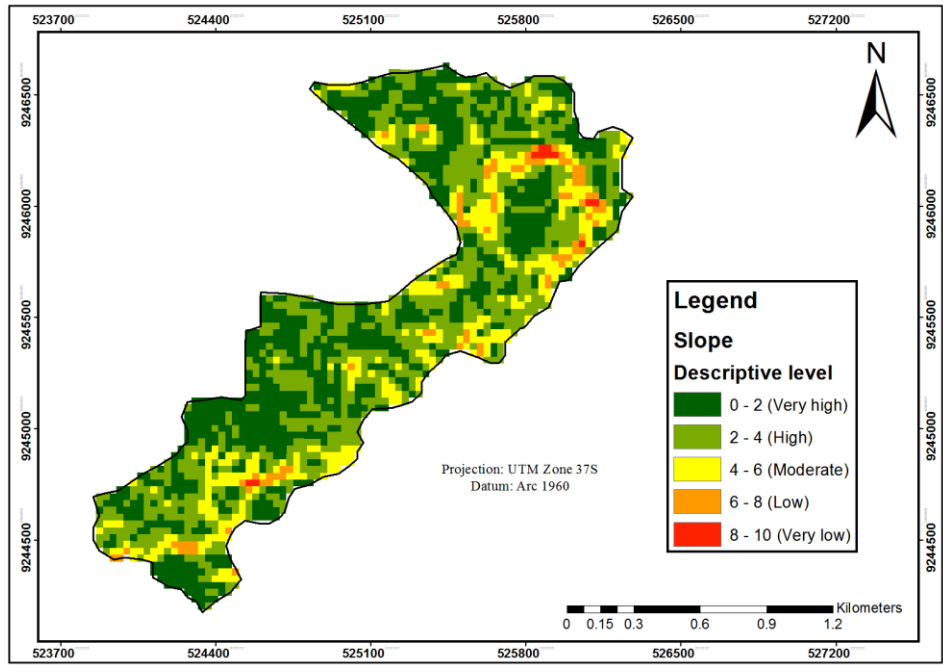 523700 524400 525100 525800 526500 527200
N
9246500 9246500
9246000 9246000
9245500 9245500
9245000 9245000
9244500 9244500
Legend
Slope
Descriptive level
0 - 2 (Very high)
2 - 4 (High)
4 - 6 (Moderate)
6 - 8 (Low)
8 - 10 (Very low)
Projection: UTM Zone 37S
Datum: Arc 1960
Kilometers
0 0.15 0.3 0.6 0.9 1.2
523700 524400 525100 525800 526500 527200